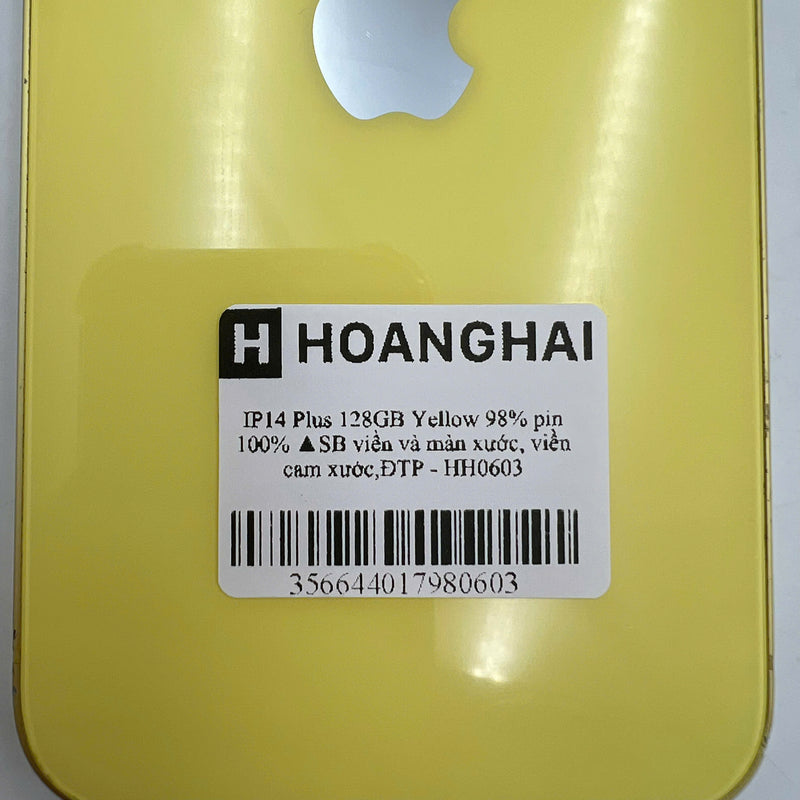 H HOANGHAI
IP14 Plus 128GB Yellow 98% pin
100% ▲SB viền và màn xước, viền
cam xước,ĐTP - HH0603
356644017980603